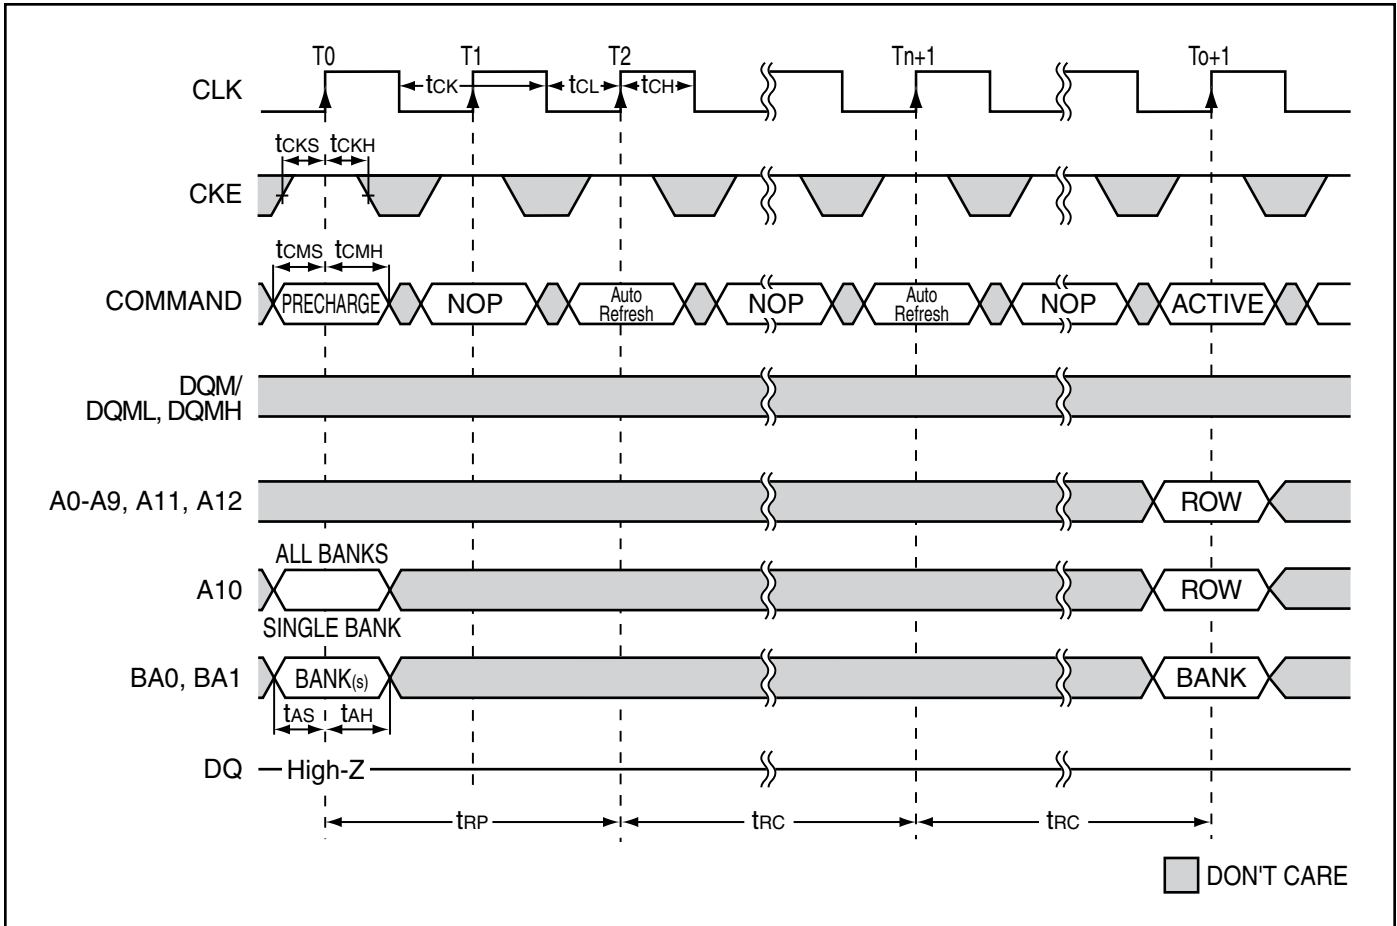 T0 T1 T2 Tn+1 To+1
CLK tCK tCL tCH
tCKS tCKH
CKE
tCMS tCMH
COMMAND PRECHARGE NOP Auto Refresh NOP Auto Refresh NOP ACTIVE
DQM/
DQML, DQMH
A0-A9, A11, A12 ROW
ALL BANKS
A10 ROW
SINGLE BANK
BA0, BA1 BANK(s) BANK
tAS tAH
DQ High-Z
tRP tRC tRC
DON'T CARE